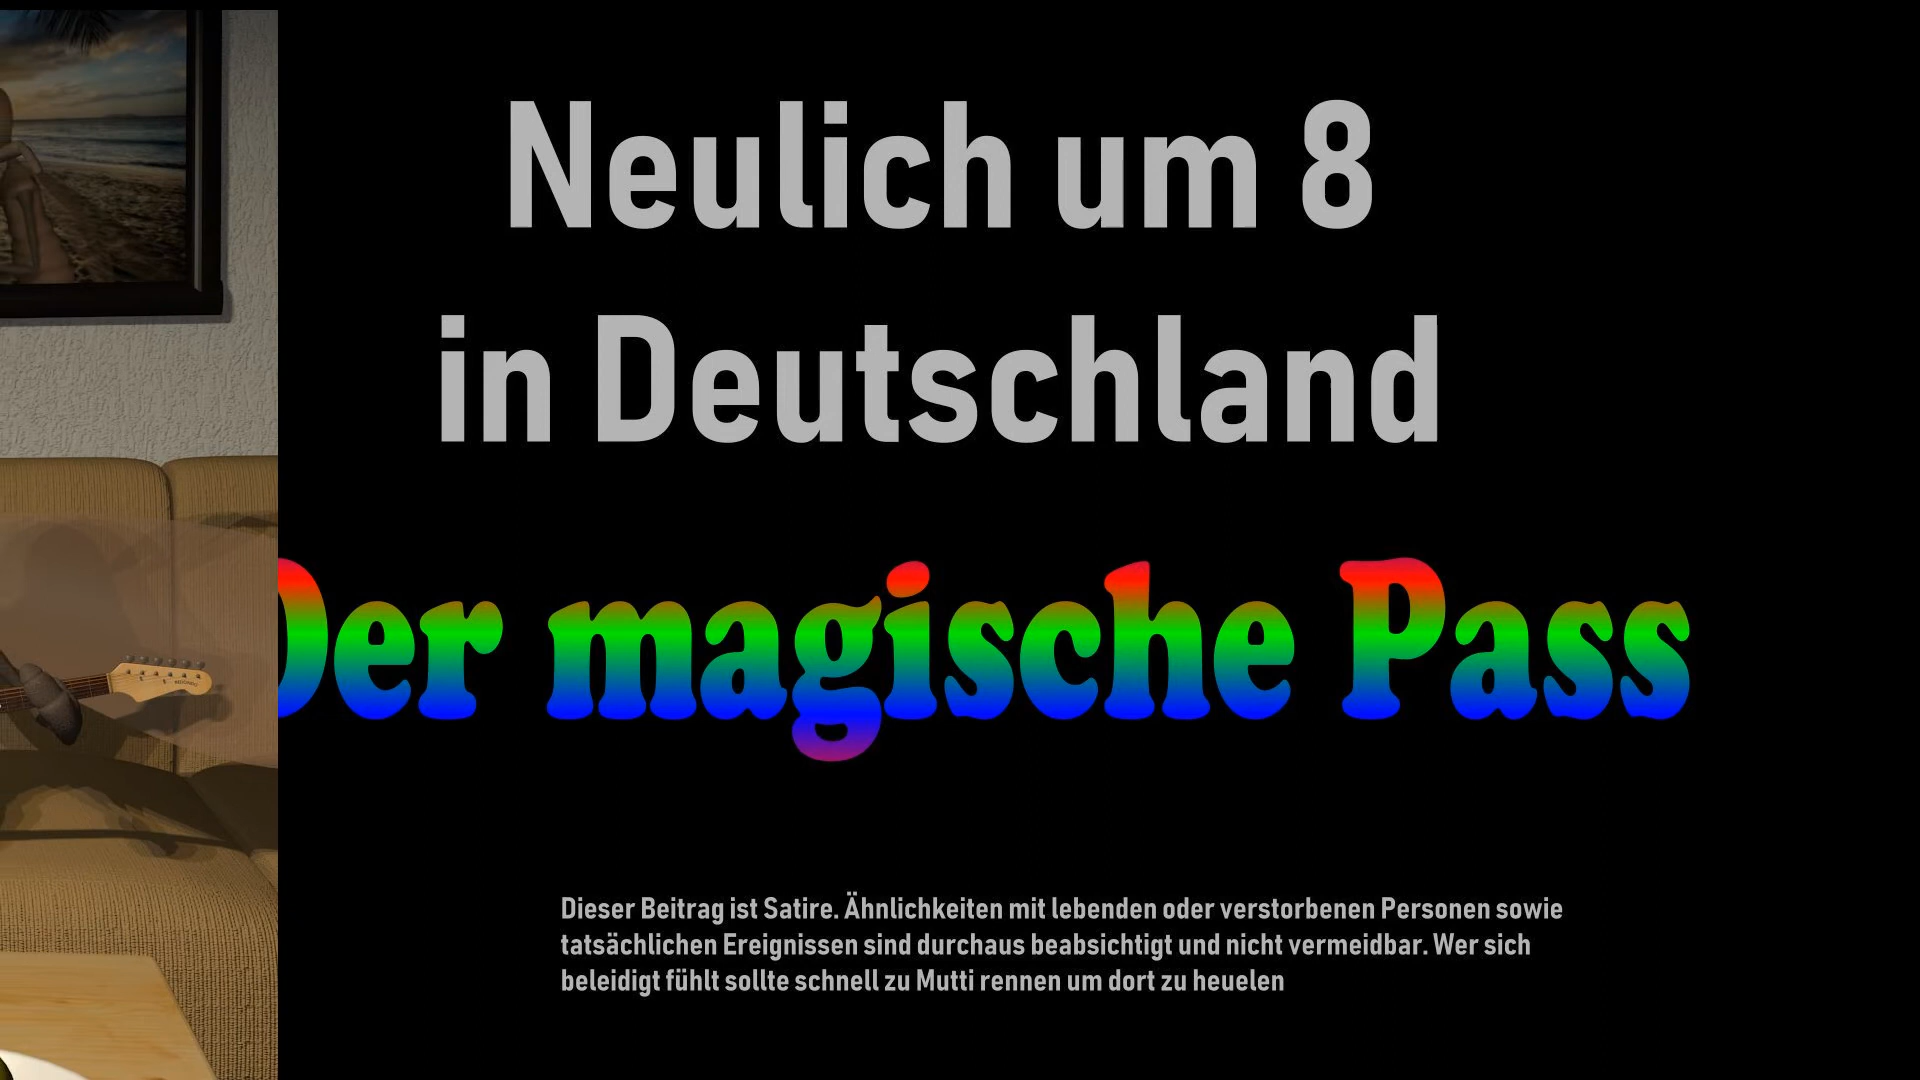 Neulich um 8
in Deutschland
Der magische Pass
Dieser Beitrag ist Satire. Ähnlichkeiten mit lebenden oder verstorbenen Personen sowie
tatsächlichen Ereignissen sind durchaus beabsichtigt und nicht vermeidbar. Wer sich
beleidigt fühlt sollte schnell zu Mutti rennen um dort zu heuelen